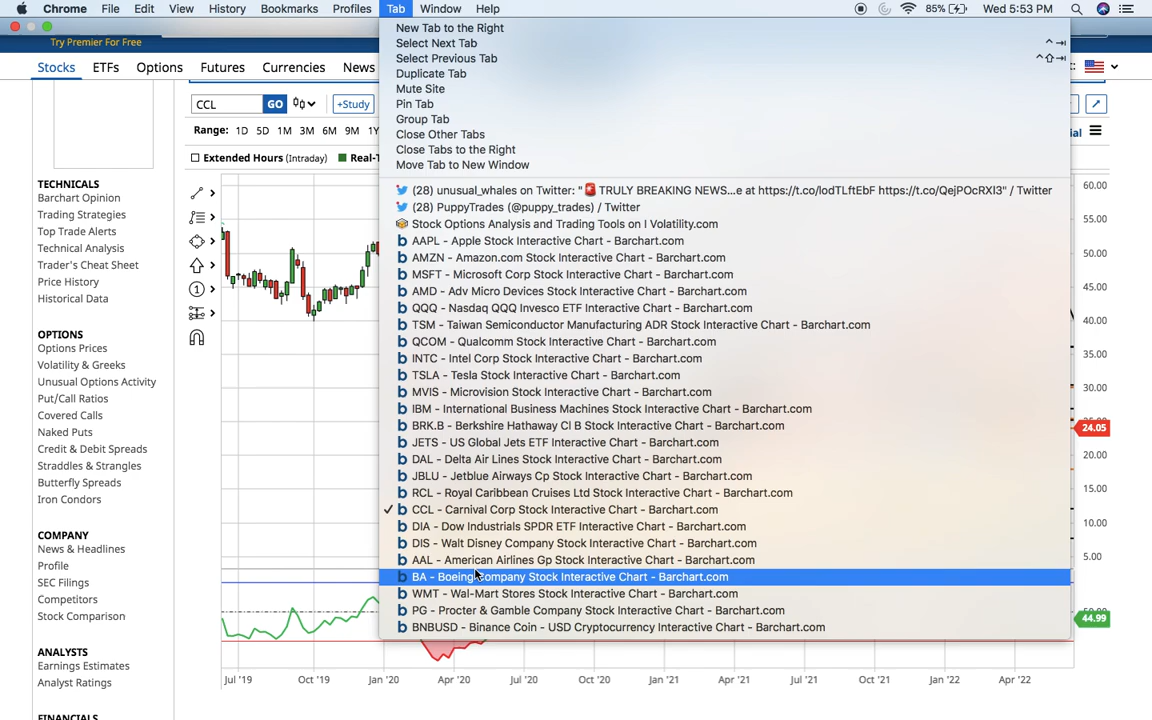 Chrome File Edit View History Bookmarks Profiles Tab Window Help 85% Wed 5:53 PM
Try Premier For Free
Stocks ETFs Options Futures Currencies News
CCL GO +Study
Range: 1D 5D 1M 3M 6M 9M 1Y
Extended Hours (Intraday) Real-T
New Tab to the Right
Select Next Tab
Select Previous Tab
Duplicate Tab
Mute Site
Pin Tab
Group Tab
Close Other Tabs
Close Tabs to the Right
Move Tab to New Window
(28) unusual_whales on Twitter: "🚨 TRULY BREAKING NEWS...e at https://t.co/lodTLftEbF https://t.co/QejPOcRXI3" / Twitter
(28) PuppyTrades (@puppy_trades) / Twitter
Stock Options Analysis and Trading Tools on I Volatility.com
AAPL - Apple Stock Interactive Chart - Barchart.com
AMZN - Amazon.com Stock Interactive Chart - Barchart.com
MSFT - Microsoft Corp Stock Interactive Chart - Barchart.com
AMD - Adv Micro Devices Stock Interactive Chart - Barchart.com
QQQ - Nasdaq QQQ Invesco ETF Interactive Chart - Barchart.com
TSM - Taiwan Semiconductor Manufacturing ADR Stock Interactive Chart - Barchart.com
QCOM - Qualcomm Stock Interactive Chart - Barchart.com
INTC - Intel Corp Stock Interactive Chart - Barchart.com
TSLA - Tesla Stock Interactive Chart - Barchart.com
MVIS - Microvision Stock Interactive Chart - Barchart.com
IBM - International Business Machines Stock Interactive Chart - Barchart.com
BRK.B - Berkshire Hathaway Cl B Stock Interactive Chart - Barchart.com
JETS - US Global Jets ETF Interactive Chart - Barchart.com
DAL - Delta Air Lines Stock Interactive Chart - Barchart.com
JBLU - Jetblue Airways Cp Stock Interactive Chart - Barchart.com
RCL - Royal Caribbean Cruises Ltd Stock Interactive Chart - Barchart.com
✓ CCL - Carnival Corp Stock Interactive Chart - Barchart.com
DIA - Dow Industrials SPDR ETF Interactive Chart - Barchart.com
DIS - Walt Disney Company Stock Interactive Chart - Barchart.com
AAL - American Airlines Gp Stock Interactive Chart - Barchart.com
BA - Boeing Company Stock Interactive Chart - Barchart.com
WMT - Wal-Mart Stores Stock Interactive Chart - Barchart.com
PG - Procter & Gamble Company Stock Interactive Chart - Barchart.com
BNBUSD - Binance Coin - USD Cryptocurrency Interactive Chart - Barchart.com
TECHNICALS
Barchart Opinion
Trading Strategies
Top Trade Alerts
Technical Analysis
Trader's Cheat Sheet
Price History
Historical Data
OPTIONS
Options Prices
Volatility & Greeks
Unusual Options Activity
Put/Call Ratios
Covered Calls
Naked Puts
Credit & Debit Spreads
Straddles & Strangles
Butterfly Spreads
Iron Condors
COMPANY
News & Headlines
Profile
SEC Filings
Competitors
Stock Comparison
ANALYSTS
Earnings Estimates
Analyst Ratings
FINANCIALS
60.00
55.00
50.00
45.00
40.00
35.00
30.00
24.05
20.00
15.00
10.00
5.00
44.99
Jul '19 Oct '19 Jan '20 Apr '20 Jul '20 Oct '20 Jan '21 Apr '21 Jul '21 Oct '21 Jan '22 Apr '22